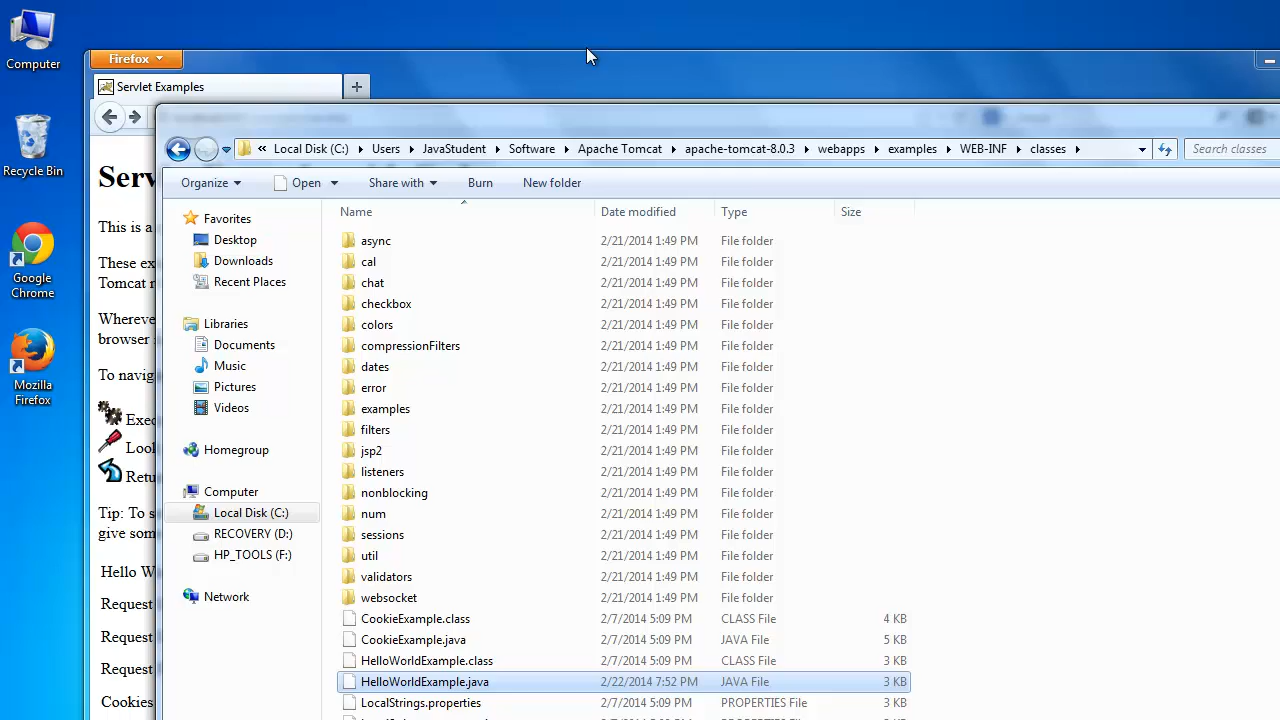 Computer
Recycle Bin
Google
Chrome
Mozilla
Firefox
Firefox
Servlet Examples
Serv
This is a
These ex
Tomcat r
Wherever
browser
To navig
Exec
Loo
Retu
Tip: To s
give som
Hello W
Request
Request
Request
Cookies
« Local Disk (C:) Users JavaStudent Software Apache Tomcat apache-tomcat-8.0.3 webapps examples WEB-INF classes
Search classes
Organize Open Share with Burn New folder
Favorites
Desktop
Downloads
Recent Places
Libraries
Documents
Music
Pictures
Videos
Homegroup
Computer
Local Disk (C:)
RECOVERY (D:)
HP_TOOLS (F:)
Network
Name Date modified Type Size
async 2/21/2014 1:49 PM File folder
cal 2/21/2014 1:49 PM File folder
chat 2/21/2014 1:49 PM File folder
checkbox 2/21/2014 1:49 PM File folder
colors 2/21/2014 1:49 PM File folder
compressionFilters 2/21/2014 1:49 PM File folder
dates 2/21/2014 1:49 PM File folder
error 2/21/2014 1:49 PM File folder
examples 2/21/2014 1:49 PM File folder
filters 2/21/2014 1:49 PM File folder
jsp2 2/21/2014 1:49 PM File folder
listeners 2/21/2014 1:49 PM File folder
nonblocking 2/21/2014 1:49 PM File folder
num 2/21/2014 1:49 PM File folder
sessions 2/21/2014 1:49 PM File folder
util 2/21/2014 1:49 PM File folder
validators 2/21/2014 1:49 PM File folder
websocket 2/21/2014 1:49 PM File folder
CookieExample.class 2/7/2014 5:09 PM CLASS File 4 KB
CookieExample.java 2/7/2014 5:09 PM JAVA File 5 KB
HelloWorldExample.class 2/7/2014 5:09 PM CLASS File 3 KB
HelloWorldExample.java 2/22/2014 7:52 PM JAVA File 3 KB
LocalStrings.properties 2/7/2014 5:09 PM PROPERTIES File 2 KB